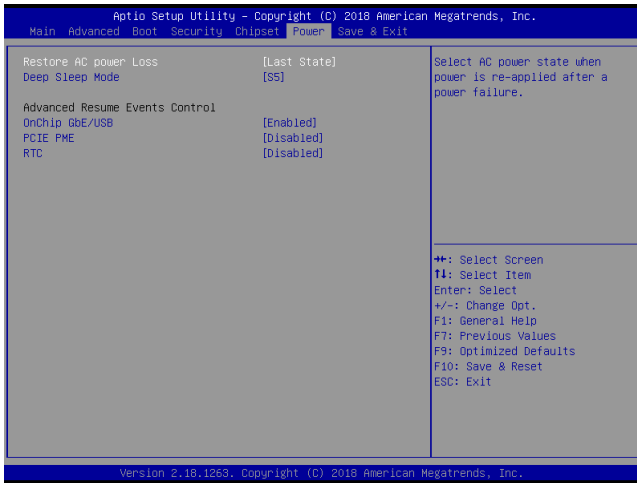 Aptio Setup Utility – Copyright (C) 2018 American Megatrends, Inc.
Main Advanced Boot Security Chipset Power Save & Exit
Restore AC power Loss [Last State]
Deep Sleep Mode [S5]
Advanced Resume Events Control
OnChip GbE/USB [Enabled]
PCIE PME [Disabled]
RTC [Disabled]
Select AC power state when
power is re-applied after a
power failure.
→←: Select Screen
↑↓: Select Item
Enter: Select
+/-: Change Opt.
F1: General Help
F7: Previous Values
F9: Optimized Defaults
F10: Save & Reset
ESC: Exit
Version 2.18.1263. Copyright (C) 2018 American Megatrends, Inc.